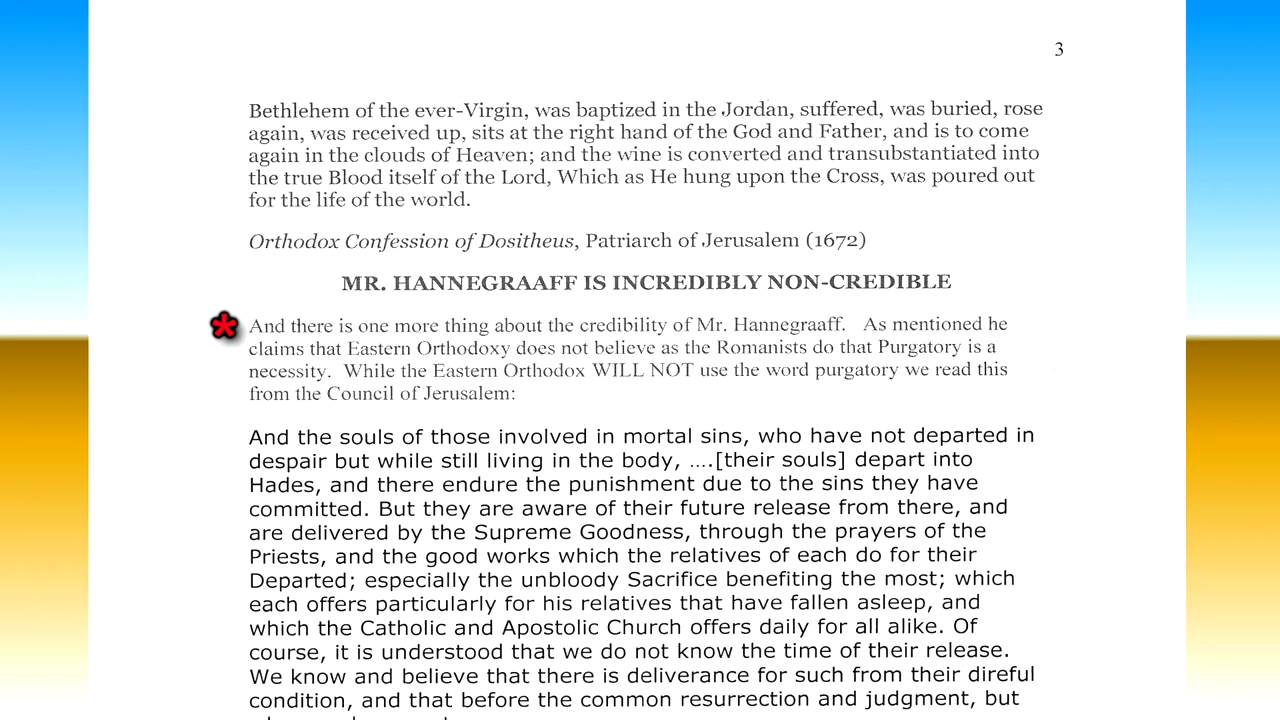 3
Bethlehem of the ever-Virgin, was baptized in the Jordan, suffered, was buried, rose
again, was received up, sits at the right hand of the God and Father, and is to come
again in the clouds of Heaven; and the wine is converted and transubstantiated into
the true Blood itself of the Lord, Which as He hung upon the Cross, was poured out
for the life of the world.
Orthodox Confession of Dositheus, Patriarch of Jerusalem (1672)
MR. HANNEGRAAFF IS INCREDIBLY NON-CREDIBLE
* And there is one more thing about the credibility of Mr. Hannegraaff. As mentioned he
claims that Eastern Orthodoxy does not believe as the Romanists do that Purgatory is a
necessity. While the Eastern Orthodox WILL NOT use the word purgatory we read this
from the Council of Jerusalem:
And the souls of those involved in mortal sins, who have not departed in
despair but while still living in the body, ....[their souls] depart into
Hades, and there endure the punishment due to the sins they have
committed. But they are aware of their future release from there, and
are delivered by the Supreme Goodness, through the prayers of the
Priests, and the good works which the relatives of each do for their
Departed; especially the unbloody Sacrifice benefiting the most; which
each offers particularly for his relatives that have fallen asleep, and
which the Catholic and Apostolic Church offers daily for all alike. Of
course, it is understood that we do not know the time of their release.
We know and believe that there is deliverance for such from their direful
condition, and that before the common resurrection and judgment, but